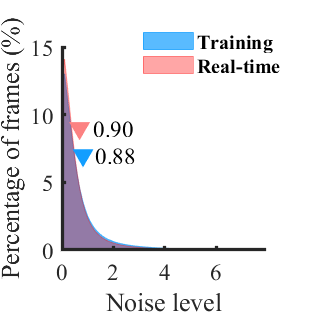 Training
Real-time
Percentage of frames (%)
15
10
5
0
0.90
0.88
0 2 4 6
Noise level